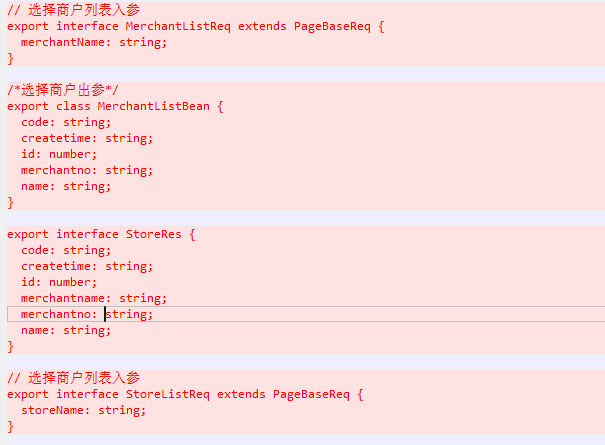 // 选择商户列表入参
export interface MerchantListReq extends PageBaseReq {
  merchantName: string;
}
/*选择商户出参*/
export class MerchantListBean {
  code: string;
  createtime: string;
  id: number;
  merchantno: string;
  name: string;
}
export interface StoreRes {
  code: string;
  createtime: string;
  id: number;
  merchantname: string;
  merchantno: string;
  name: string;
}
// 选择商户列表入参
export interface StoreListReq extends PageBaseReq {
  storeName: string;
}